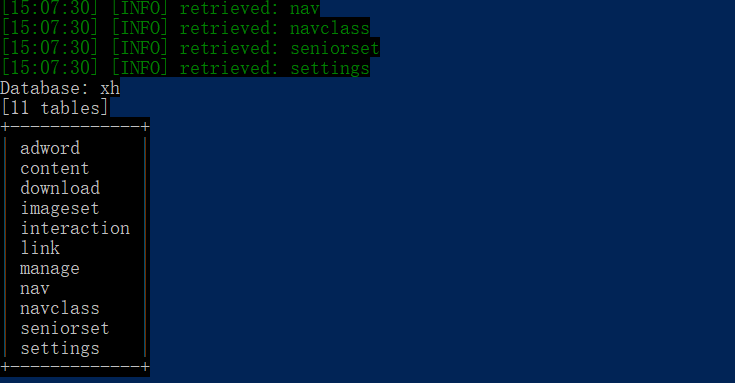 [15:07:30] [INFO] retrieved: nav
[15:07:30] [INFO] retrieved: navclass
[15:07:30] [INFO] retrieved: seniorset
[15:07:30] [INFO] retrieved: settings
Database: xh
[11 tables]
+-------------+
| adword      |
| content     |
| download    |
| imageset    |
| interaction |
| link        |
| manage      |
| nav         |
| navclass    |
| seniorset   |
| settings    |
+-------------+